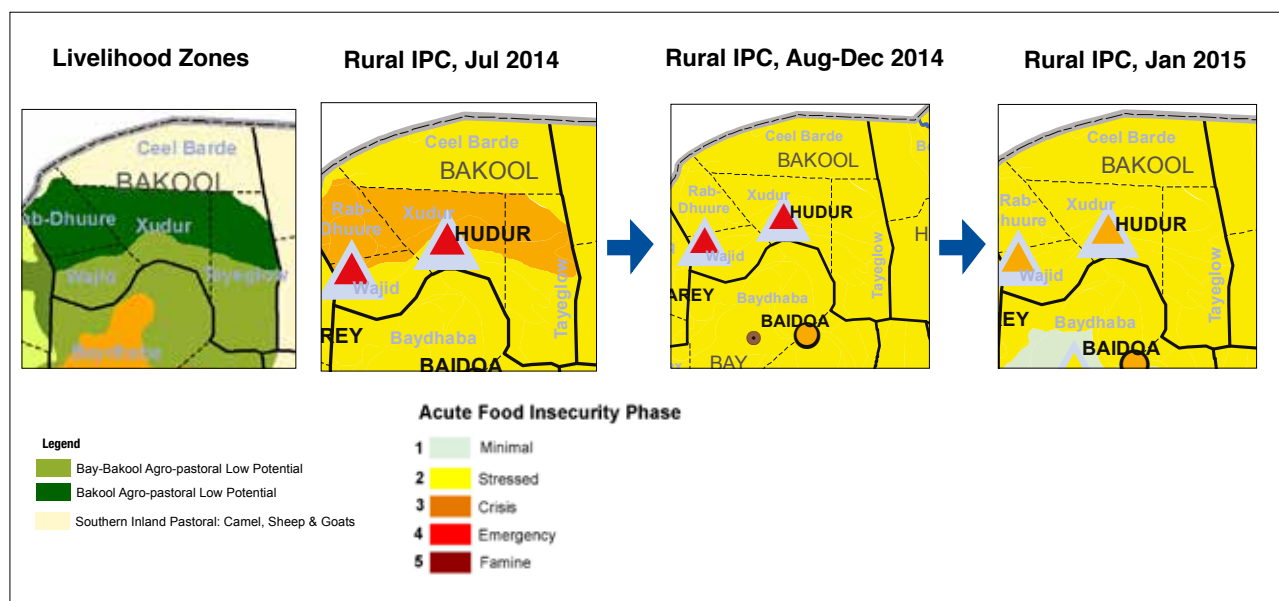 Livelihood Zones
Rural IPC, Jul 2014
Rural IPC, Aug-Dec 2014
Rural IPC, Jan 2015
Ceel Barde
BAKOOL
ab-Dhuure
Xudur
Wajid
Tayeglow
Baydhaba
Ceel Barde
BAKOOL
Rab-
Dhuure
Xudur
HUDUR
Wajid
Tayeglow
REY
Baydhaba
BAIDOA
Ceel Barde
BAKOOL
Rab-
Dhuure
Xudur
HUDUR
Wajid
Tayeglow
AREY
Baydhaba
BAIDOA
BAY
Ceel Barde
BAKOOL
Rab-
huure
Xudur
HUDUR
Wajid
Tayeglow
EY
Baydhaba
BAIDOA
Legend
Bay-Bakool Agro-pastoral Low Potential
Bakool Agro-pastoral Low Potential
Southern Inland Pastoral: Camel, Sheep & Goats
Acute Food Insecurity Phase
1 Minimal
2 Stressed
3 Crisis
4 Emergency
5 Famine